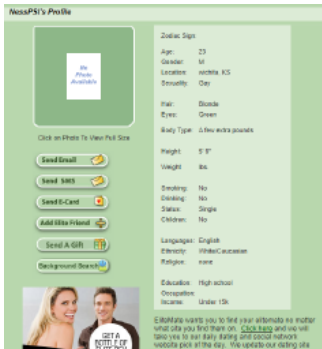 NessPSI's Profile
No
Photo
Available
Click on Photo To View Full Size
Send Email
Send SMS
Send E-Card
Add Elite Friend
Send A Gift
Background Search
GET A
BOTTLE OF
Zodiac Sign:
Age: 23
Gender: M
Location: wichita, KS
Sexuality: Gay
Hair: Blonde
Eyes: Green
Body Type: A few extra pounds
Height: 5' 8"
Weight: lbs.
Smoking: No
Drinking: No
Status: Single
Children: No
Languages: English
Ethnicity: White/Caucasian
Religion: none
Education: High school
Occupation:
Income: Under 15k
EliteMate wants you to find your elitemate no matter
what site you find them on. Click here and we will
take you to our daily dating and social network
website pick of the day. We update our dating site